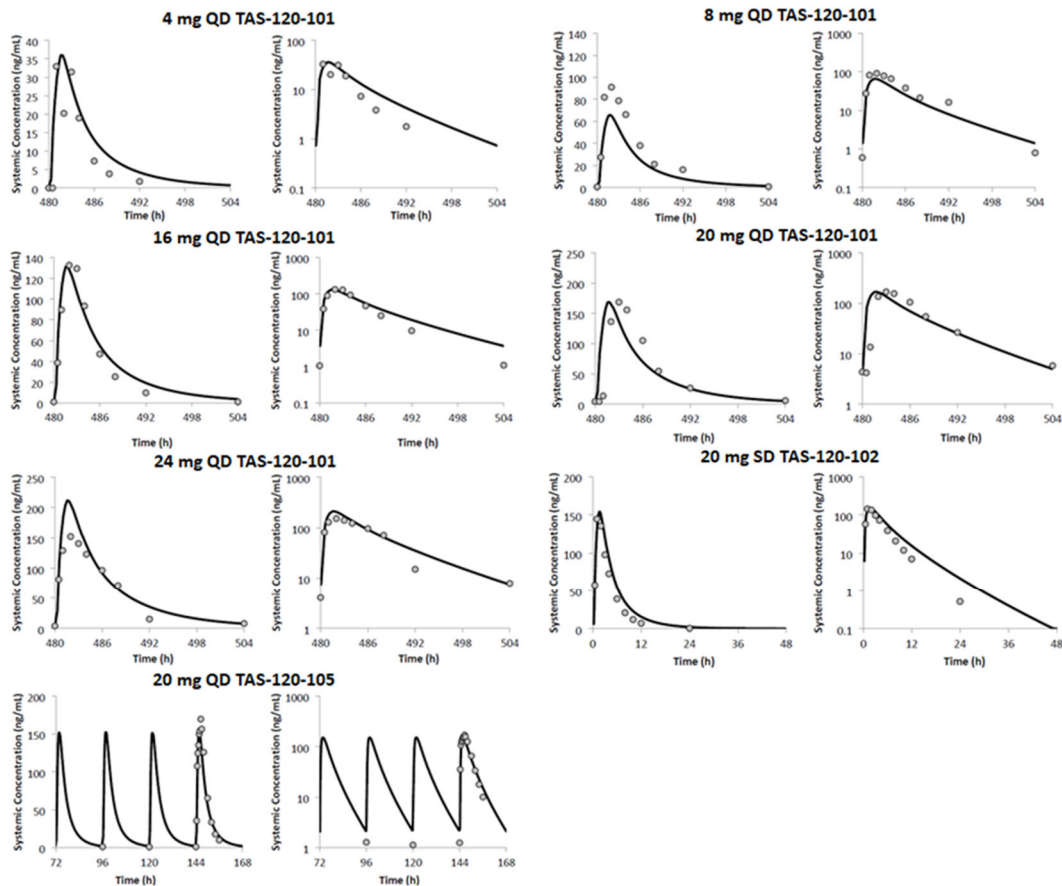 4 mg QD TAS-120-101
Systemic Concentration (ng/mL)
40
35
30
25
20
15
10
5
0
480 486 492 498 504
Time (h)
Systemic Concentration (ng/mL)
100
10
1
0.1
480 486 492 498 504
Time (h)
8 mg QD TAS-120-101
Systemic Concentration (ng/mL)
140
120
100
80
60
40
20
0
480 486 492 498 504
Time (h)
Systemic Concentration (ng/mL)
1000
100
10
1
0.1
480 486 492 498 504
Time (h)
16 mg QD TAS-120-101
Systemic Concentration (ng/mL)
140
120
100
80
60
40
20
0
480 486 492 498 504
Time (h)
Systemic Concentration (ng/mL)
1000
100
10
1
0.1
480 486 492 498 504
Time (h)
20 mg QD TAS-120-101
Systemic Concentration (ng/mL)
250
200
150
100
50
0
480 486 492 498 504
Time (h)
Systemic Concentration (ng/mL)
1000
100
10
1
480 486 492 498 504
Time (h)
24 mg QD TAS-120-101
Systemic Concentration (ng/mL)
250
200
150
100
50
0
480 486 492 498 504
Time (h)
Systemic Concentration (ng/mL)
1000
100
10
1
480 486 492 498 504
Time (h)
20 mg SD TAS-120-102
Systemic Concentration (ng/mL)
200
150
100
50
0
0 12 24 36 48
Time (h)
Systemic Concentration (ng/mL)
1000
100
10
1
0.1
0 12 24 36 48
Time (h)
20 mg QD TAS-120-105
Systemic Concentration (ng/mL)
200
150
100
50
0
72 96 120 144 168
Time (h)
Systemic Concentration (ng/mL)
1000
100
10
1
72 96 120 144 168
Time (h)